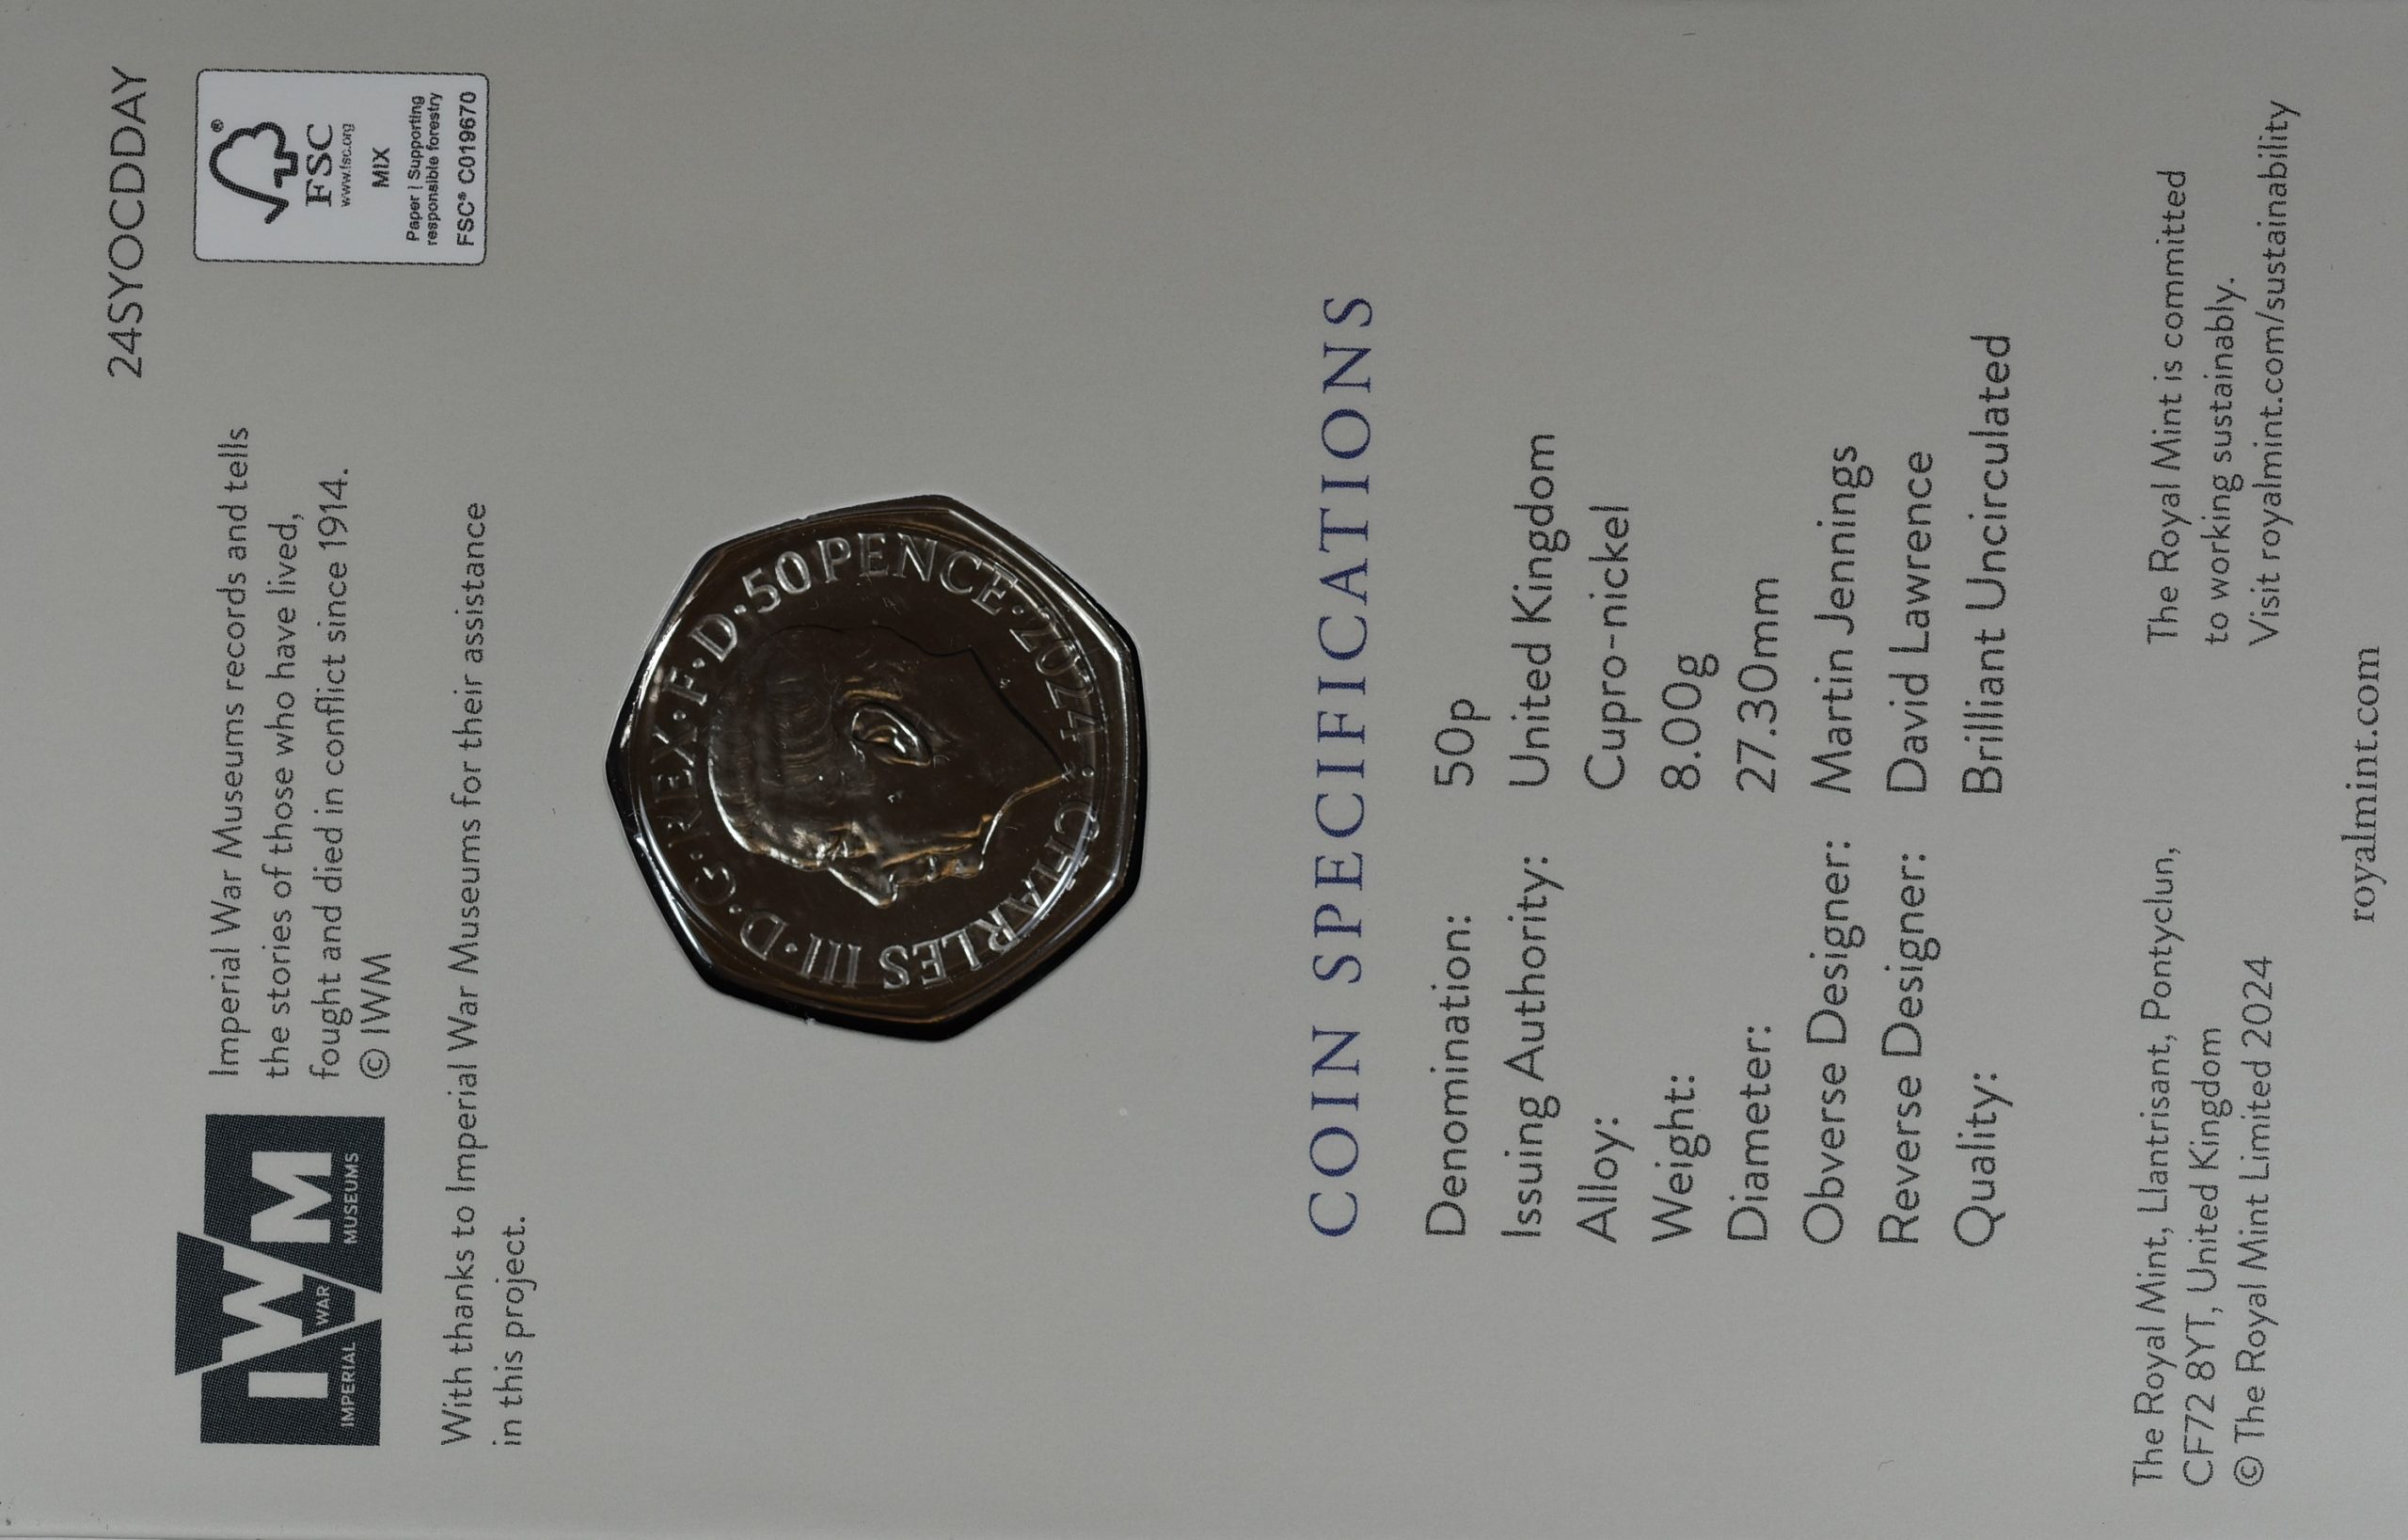 24SYOCDDAY
IWM
IMPERIAL WAR MUSEUMS
Imperial War Museums records and tells
the stories of those who have lived,
fought and died in conflict since 1914.
© IWM
®
FSC
www.fsc.org
MIX
Paper | Supporting
responsible forestry
FSC® C019670
With thanks to Imperial War Museums for their assistance
in this project.
CHARLES III·D·G·REX·F·D·50 PENCE·2024·
COIN SPECIFICATIONS
Denomination: 50p
Issuing Authority: United Kingdom
Alloy: Cupro-nickel
Weight: 8.00g
Diameter: 27.30mm
Obverse Designer: Martin Jennings
Reverse Designer: David Lawrence
Quality: Brilliant Uncirculated
The Royal Mint, Llantrisant, Pontyclun,
CF72 8YT, United Kingdom
© The Royal Mint Limited 2024
The Royal Mint is committed
to working sustainably.
Visit royalmint.com/sustainability
royalmint.com